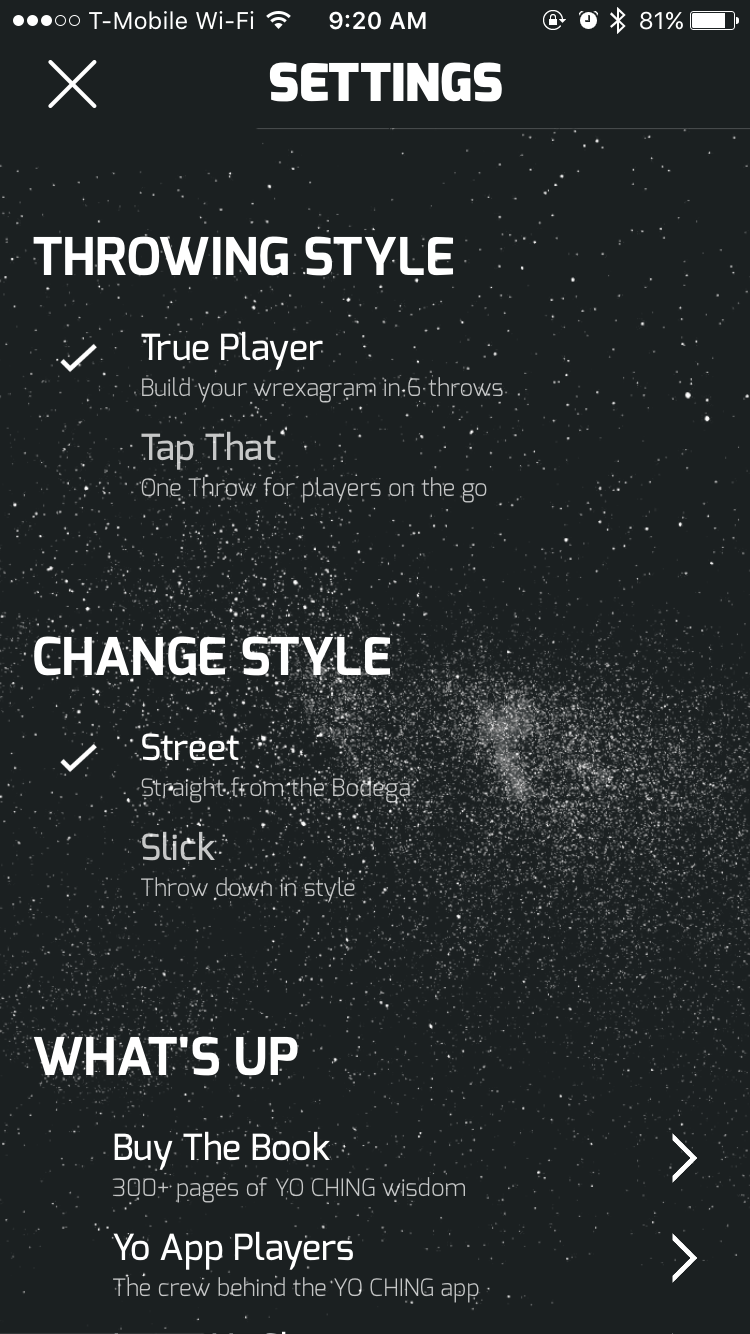 T-Mobile Wi-Fi 9:20 AM 81%
SETTINGS
THROWING STYLE
True Player
Build your wrexagram in 6 throws
Tap That
One Throw for players on the go
CHANGE STYLE
Street
Straight from the Bodega
Slick
Throw down in style
WHAT'S UP
Buy The Book
300+ pages of YO CHING wisdom
Yo App Players
The crew behind the YO CHING app